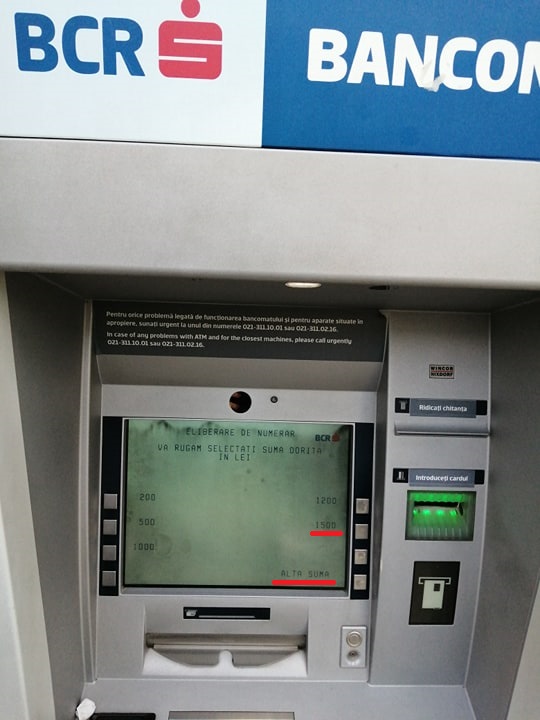 BCR
BANCOM
Pentru orice problemă legată de funcționarea bancomatului și pentru aparate situate în
apropiere, sunați urgent la unul din numerele 021-311.10.01 sau 021-311.02.16.
In case of any problems with ATM and for the closest machines, please call urgently
021-311.10.01 sau 021-311.02.16.
WINCOR
NIXDORF
Ridicați chitanța
Introduceți cardul
ELIBERARE DE NUMERAR
BCR
VA RUGAM SELECTATI SUMA DORITA
IN LEI
200
1200
500
1500
1000
ALTA SUMA